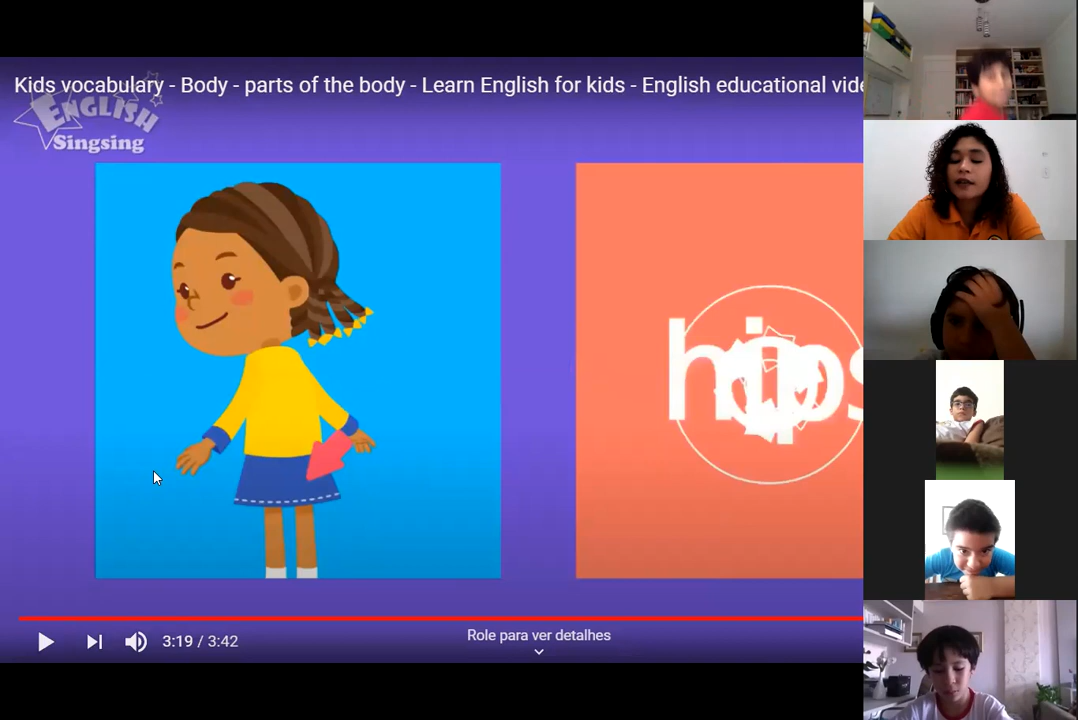 Kids vocabulary - Body - parts of the body - Learn English for kids - English educational vide
ENGLISH
Singsing
hips
3:19 / 3:42
Role para ver detalhes